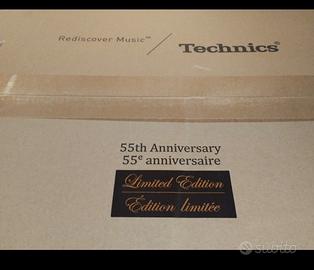 Rediscover Music™ / Technics®
55th Anniversary
55e anniversaire
Limited Edition
Édition limitée
subito